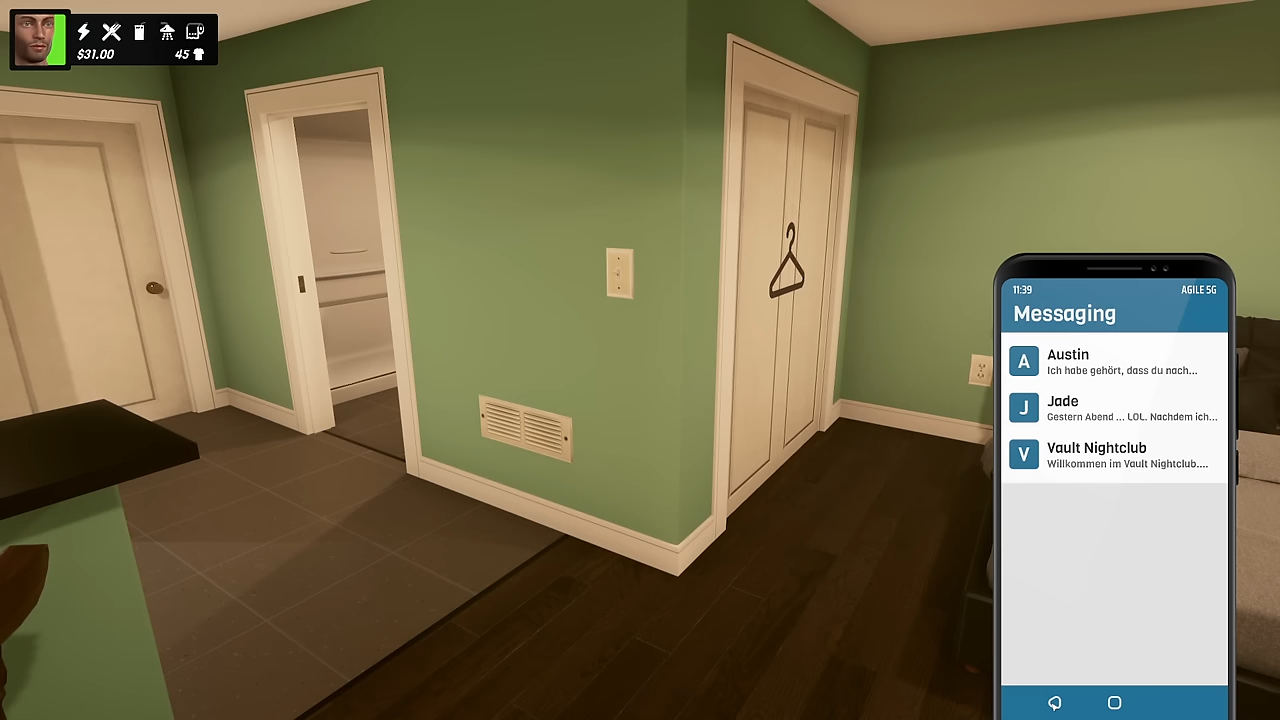 $31.00
45
11:39
AGILE 5G
Messaging
A
Austin
Ich habe gehört, dass du nach...
J
Jade
Gestern Abend ... LOL. Nachdem ich...
V
Vault Nightclub
Willkommen im Vault Nightclub....